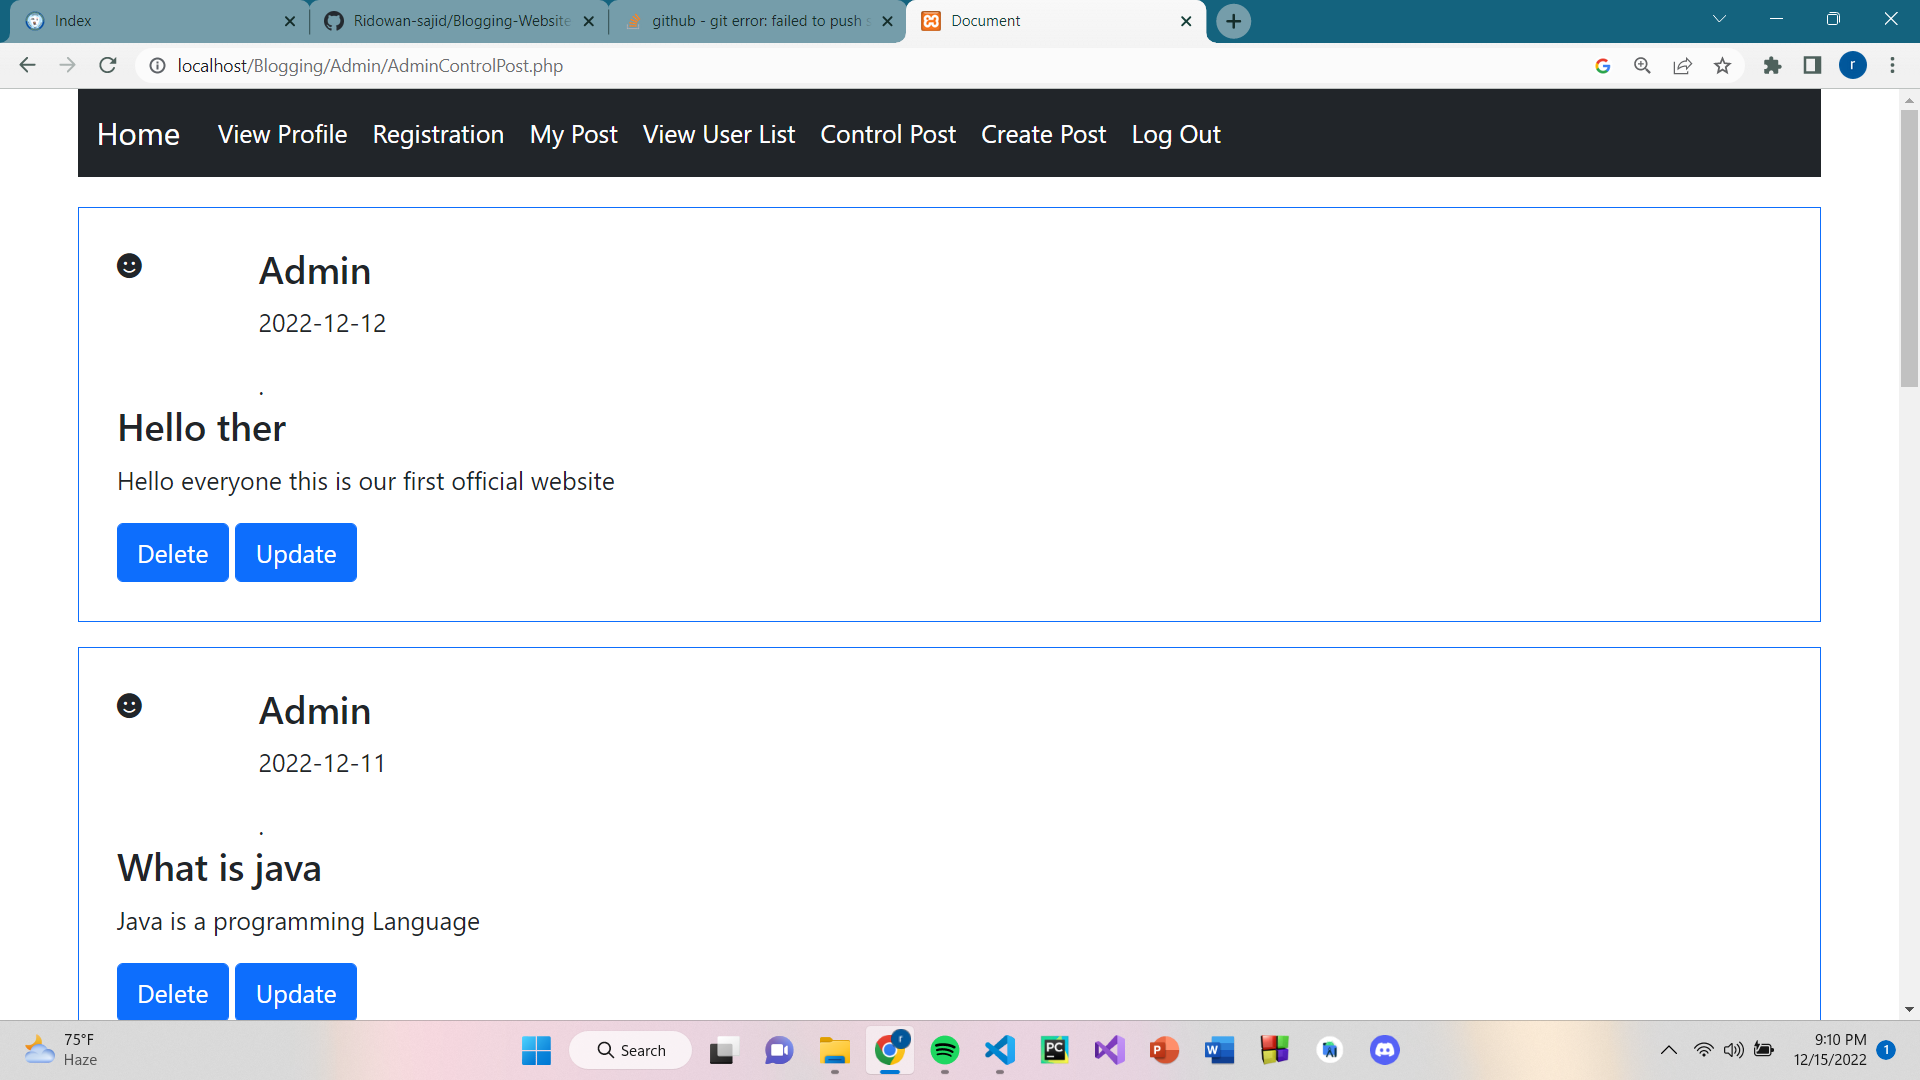 Index
Ridowan-sajid/Blogging-Website
github - git error: failed to push s
Document
localhost/Blogging/Admin/AdminControlPost.php
r
Home View Profile Registration My Post View User List Control Post Create Post Log Out
Admin
2022-12-12
.
Hello ther
Hello everyone this is our first official website
Delete Update
Admin
2022-12-11
.
What is java
Java is a programming Language
Delete Update
75°F
Haze
Search
r
PC
P
W
9:10 PM
12/15/2022
1